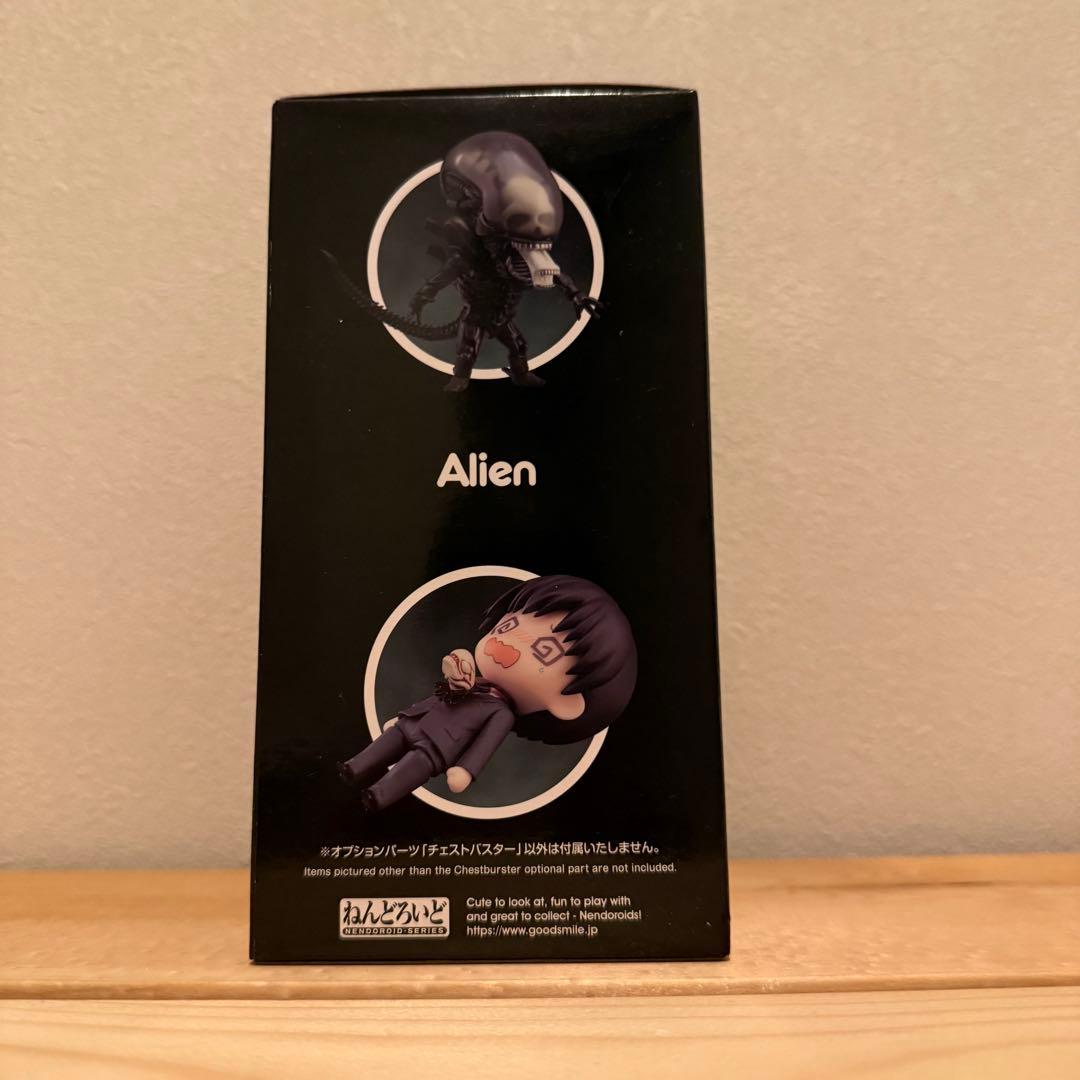 Alien
※オプションパーツ「チェストバスター」以外は付属いたしません。
Items pictured other than the Chestburster optional part are not included.
ねんどろいど
NENDOROID・SERIES
Cute to look at, fun to play with
and great to collect - Nendoroids!
https://www.goodsmile.jp